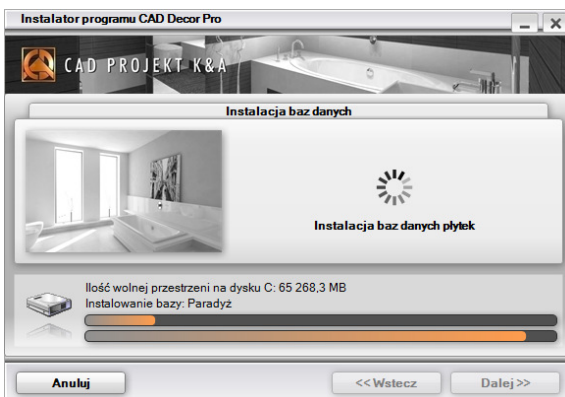 Instalator programu CAD Decor Pro
CAD PROJEKT K&A
Instalacja baz danych
Instalacja baz danych płytek
Ilość wolnej przestrzeni na dysku C: 65 268,3 MB
Instalowanie bazy: Paradyż
Anuluj
<< Wstecz
Dalej >>